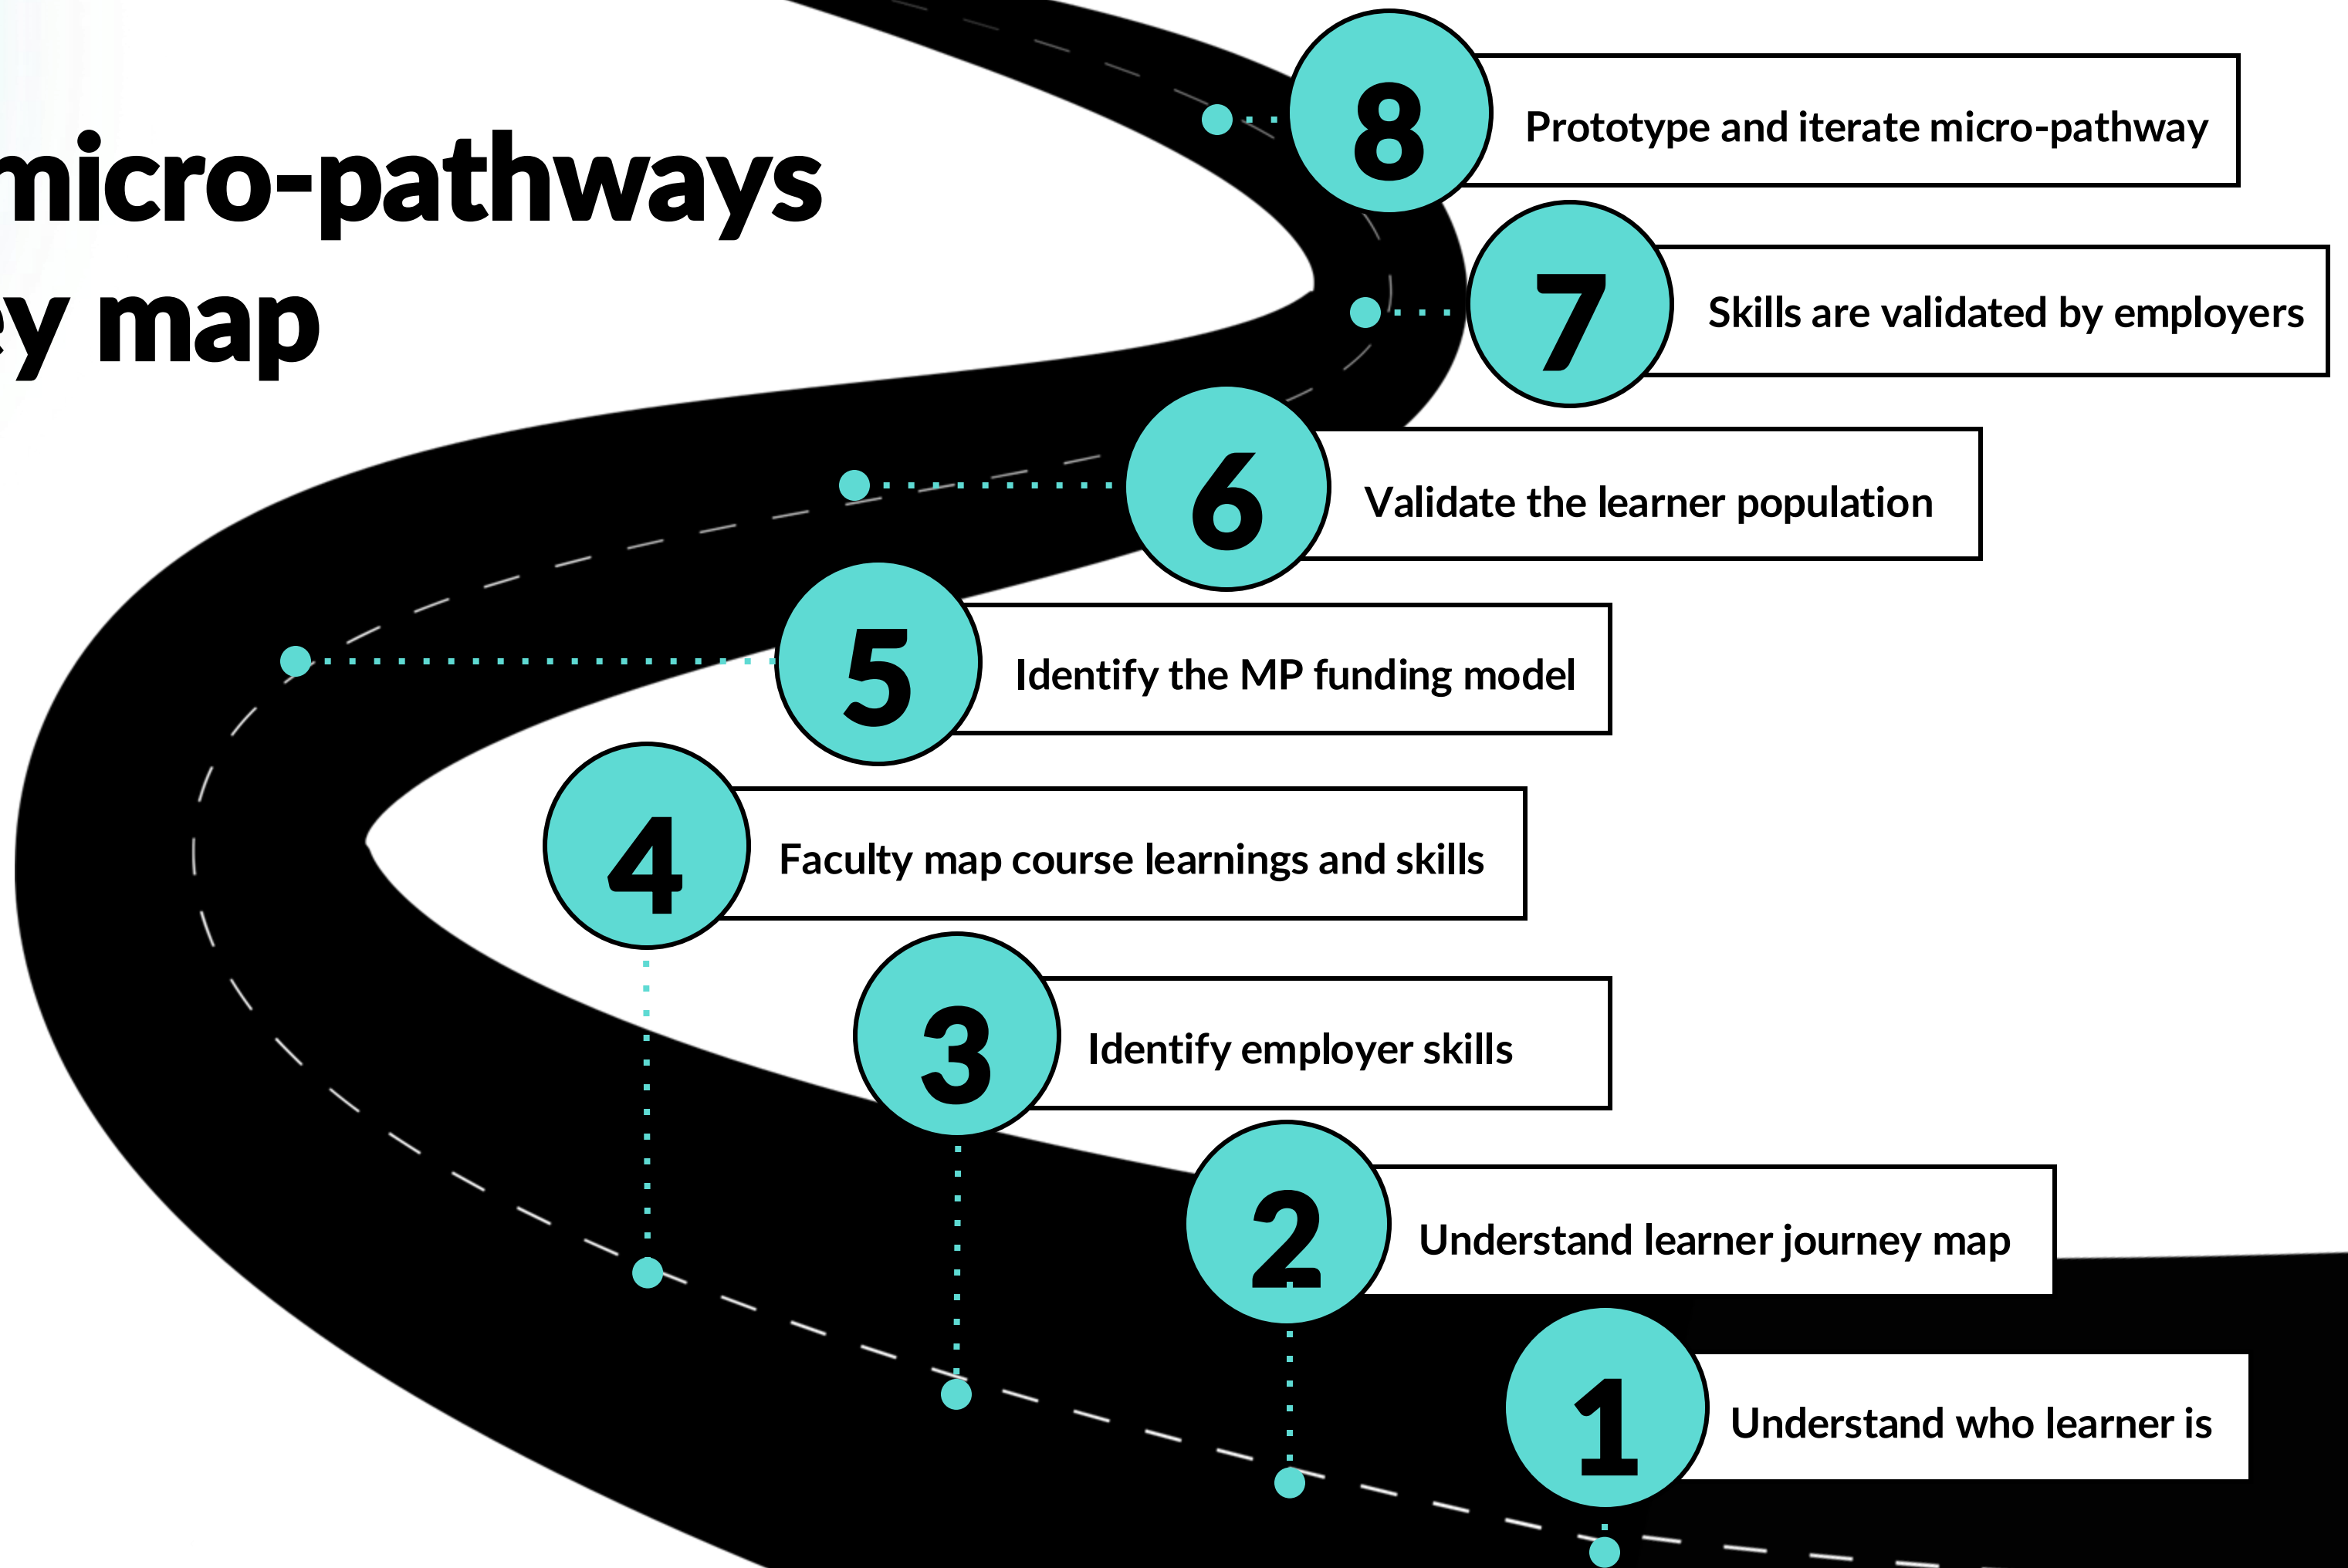 micro-pathways
ey map
8
Prototype and iterate micro-pathway
7
Skills are validated by employers
6
Validate the learner population
5
Identify the MP funding model
4
Faculty map course learnings and skills
3
Identify employer skills
2
Understand learner journey map
1
Understand who learner is